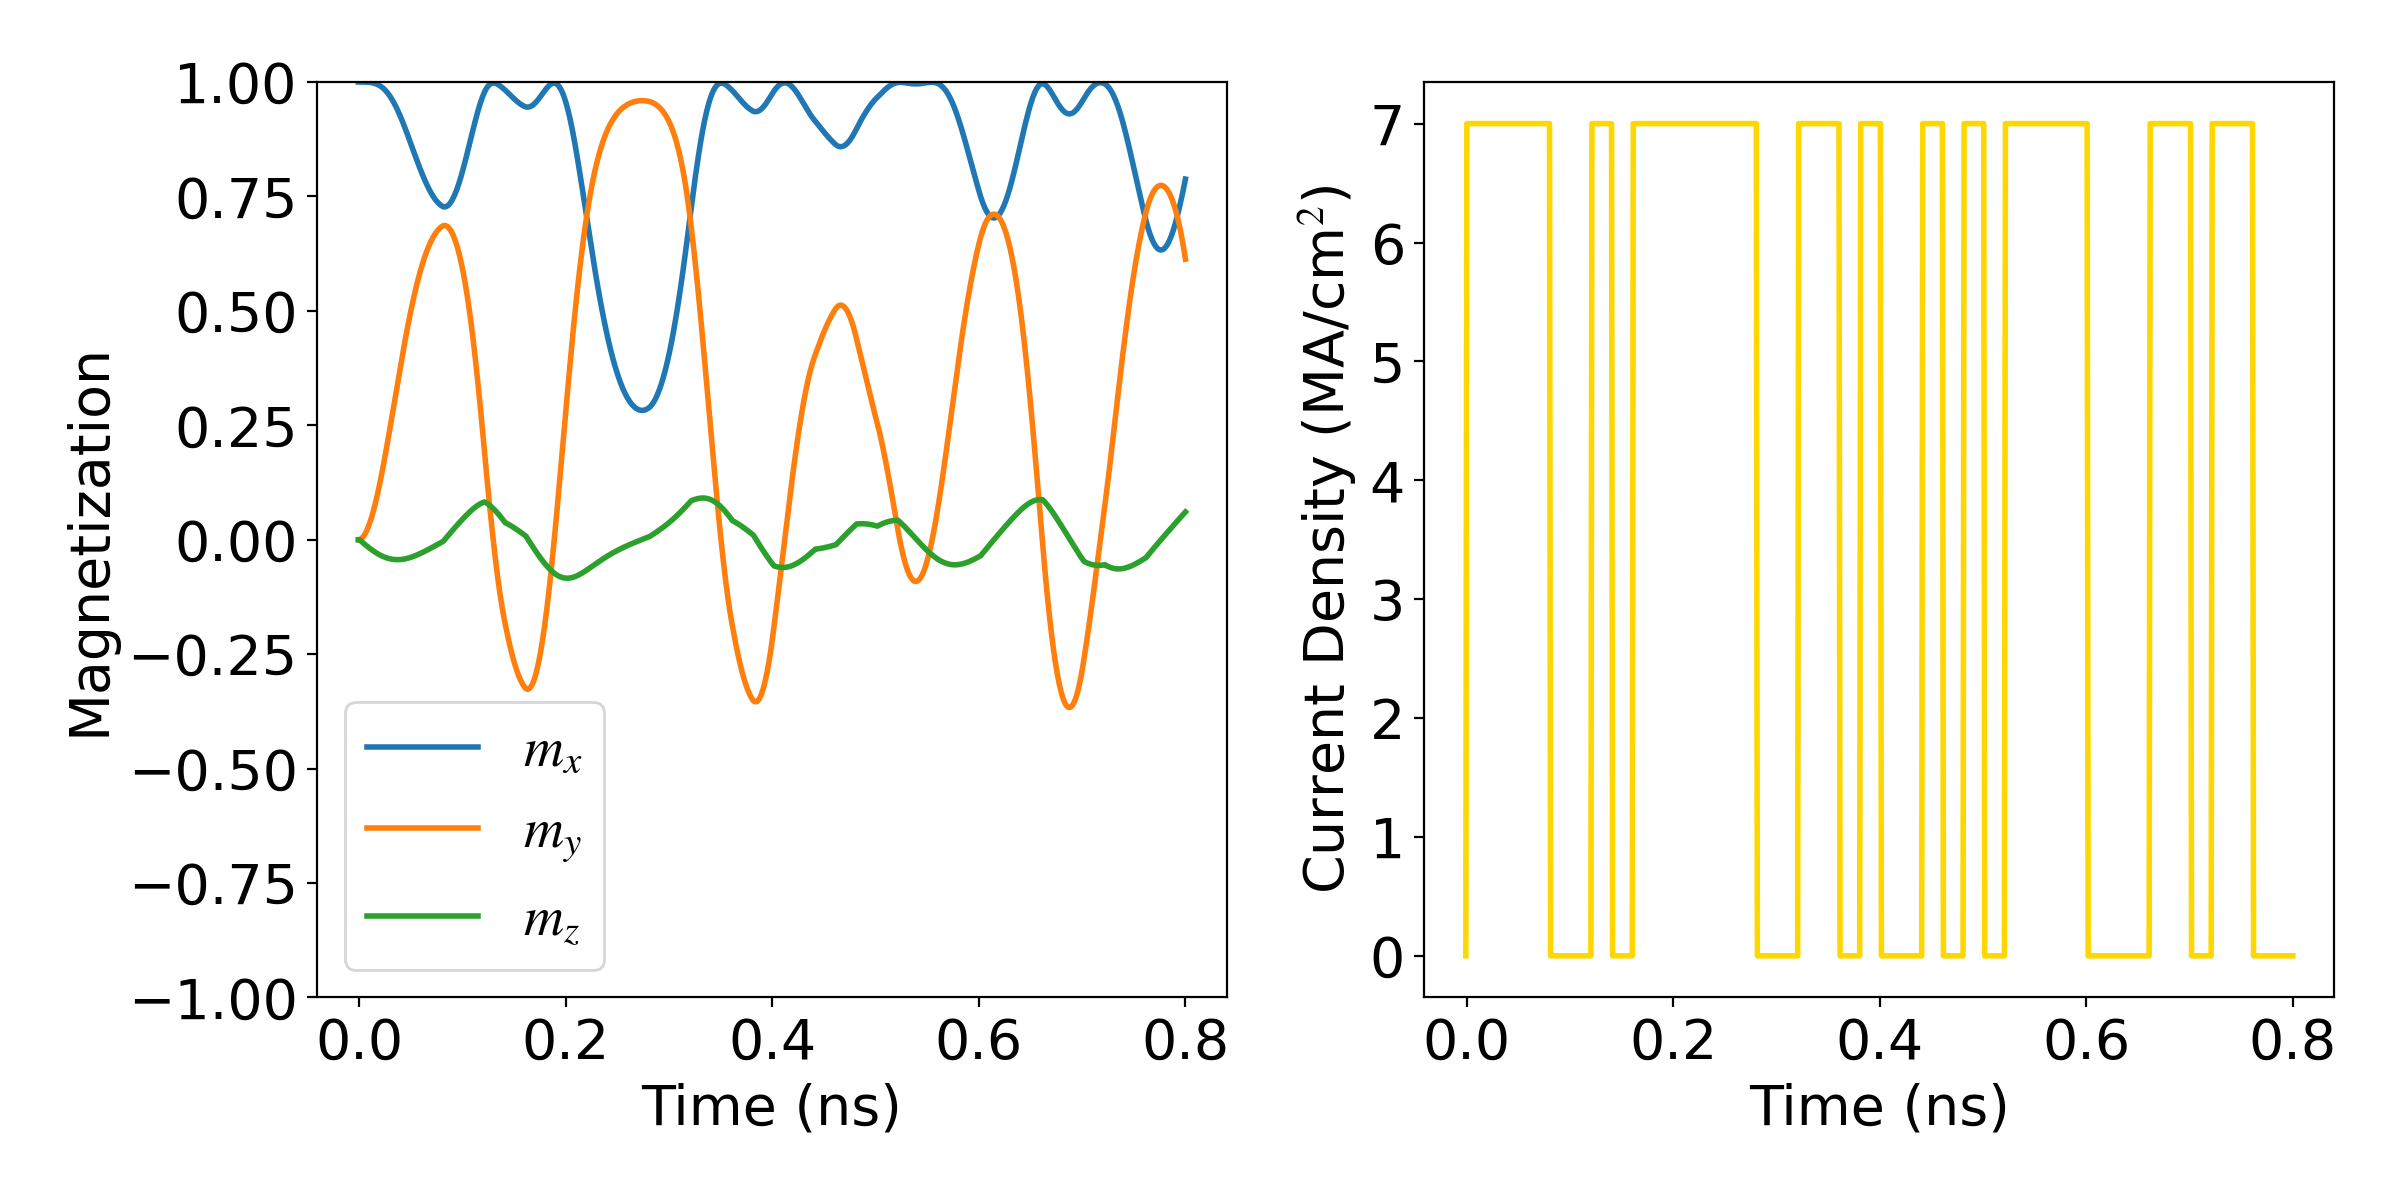 Magnetization
1.00
0.75
0.50
0.25
0.00
−0.25
−0.50
−0.75
−1.00
m_x
m_y
m_z
0.0 0.2 0.4 0.6 0.8
Time (ns)
Current Density (MA/cm²)
7
6
5
4
3
2
1
0
0.0 0.2 0.4 0.6 0.8
Time (ns)